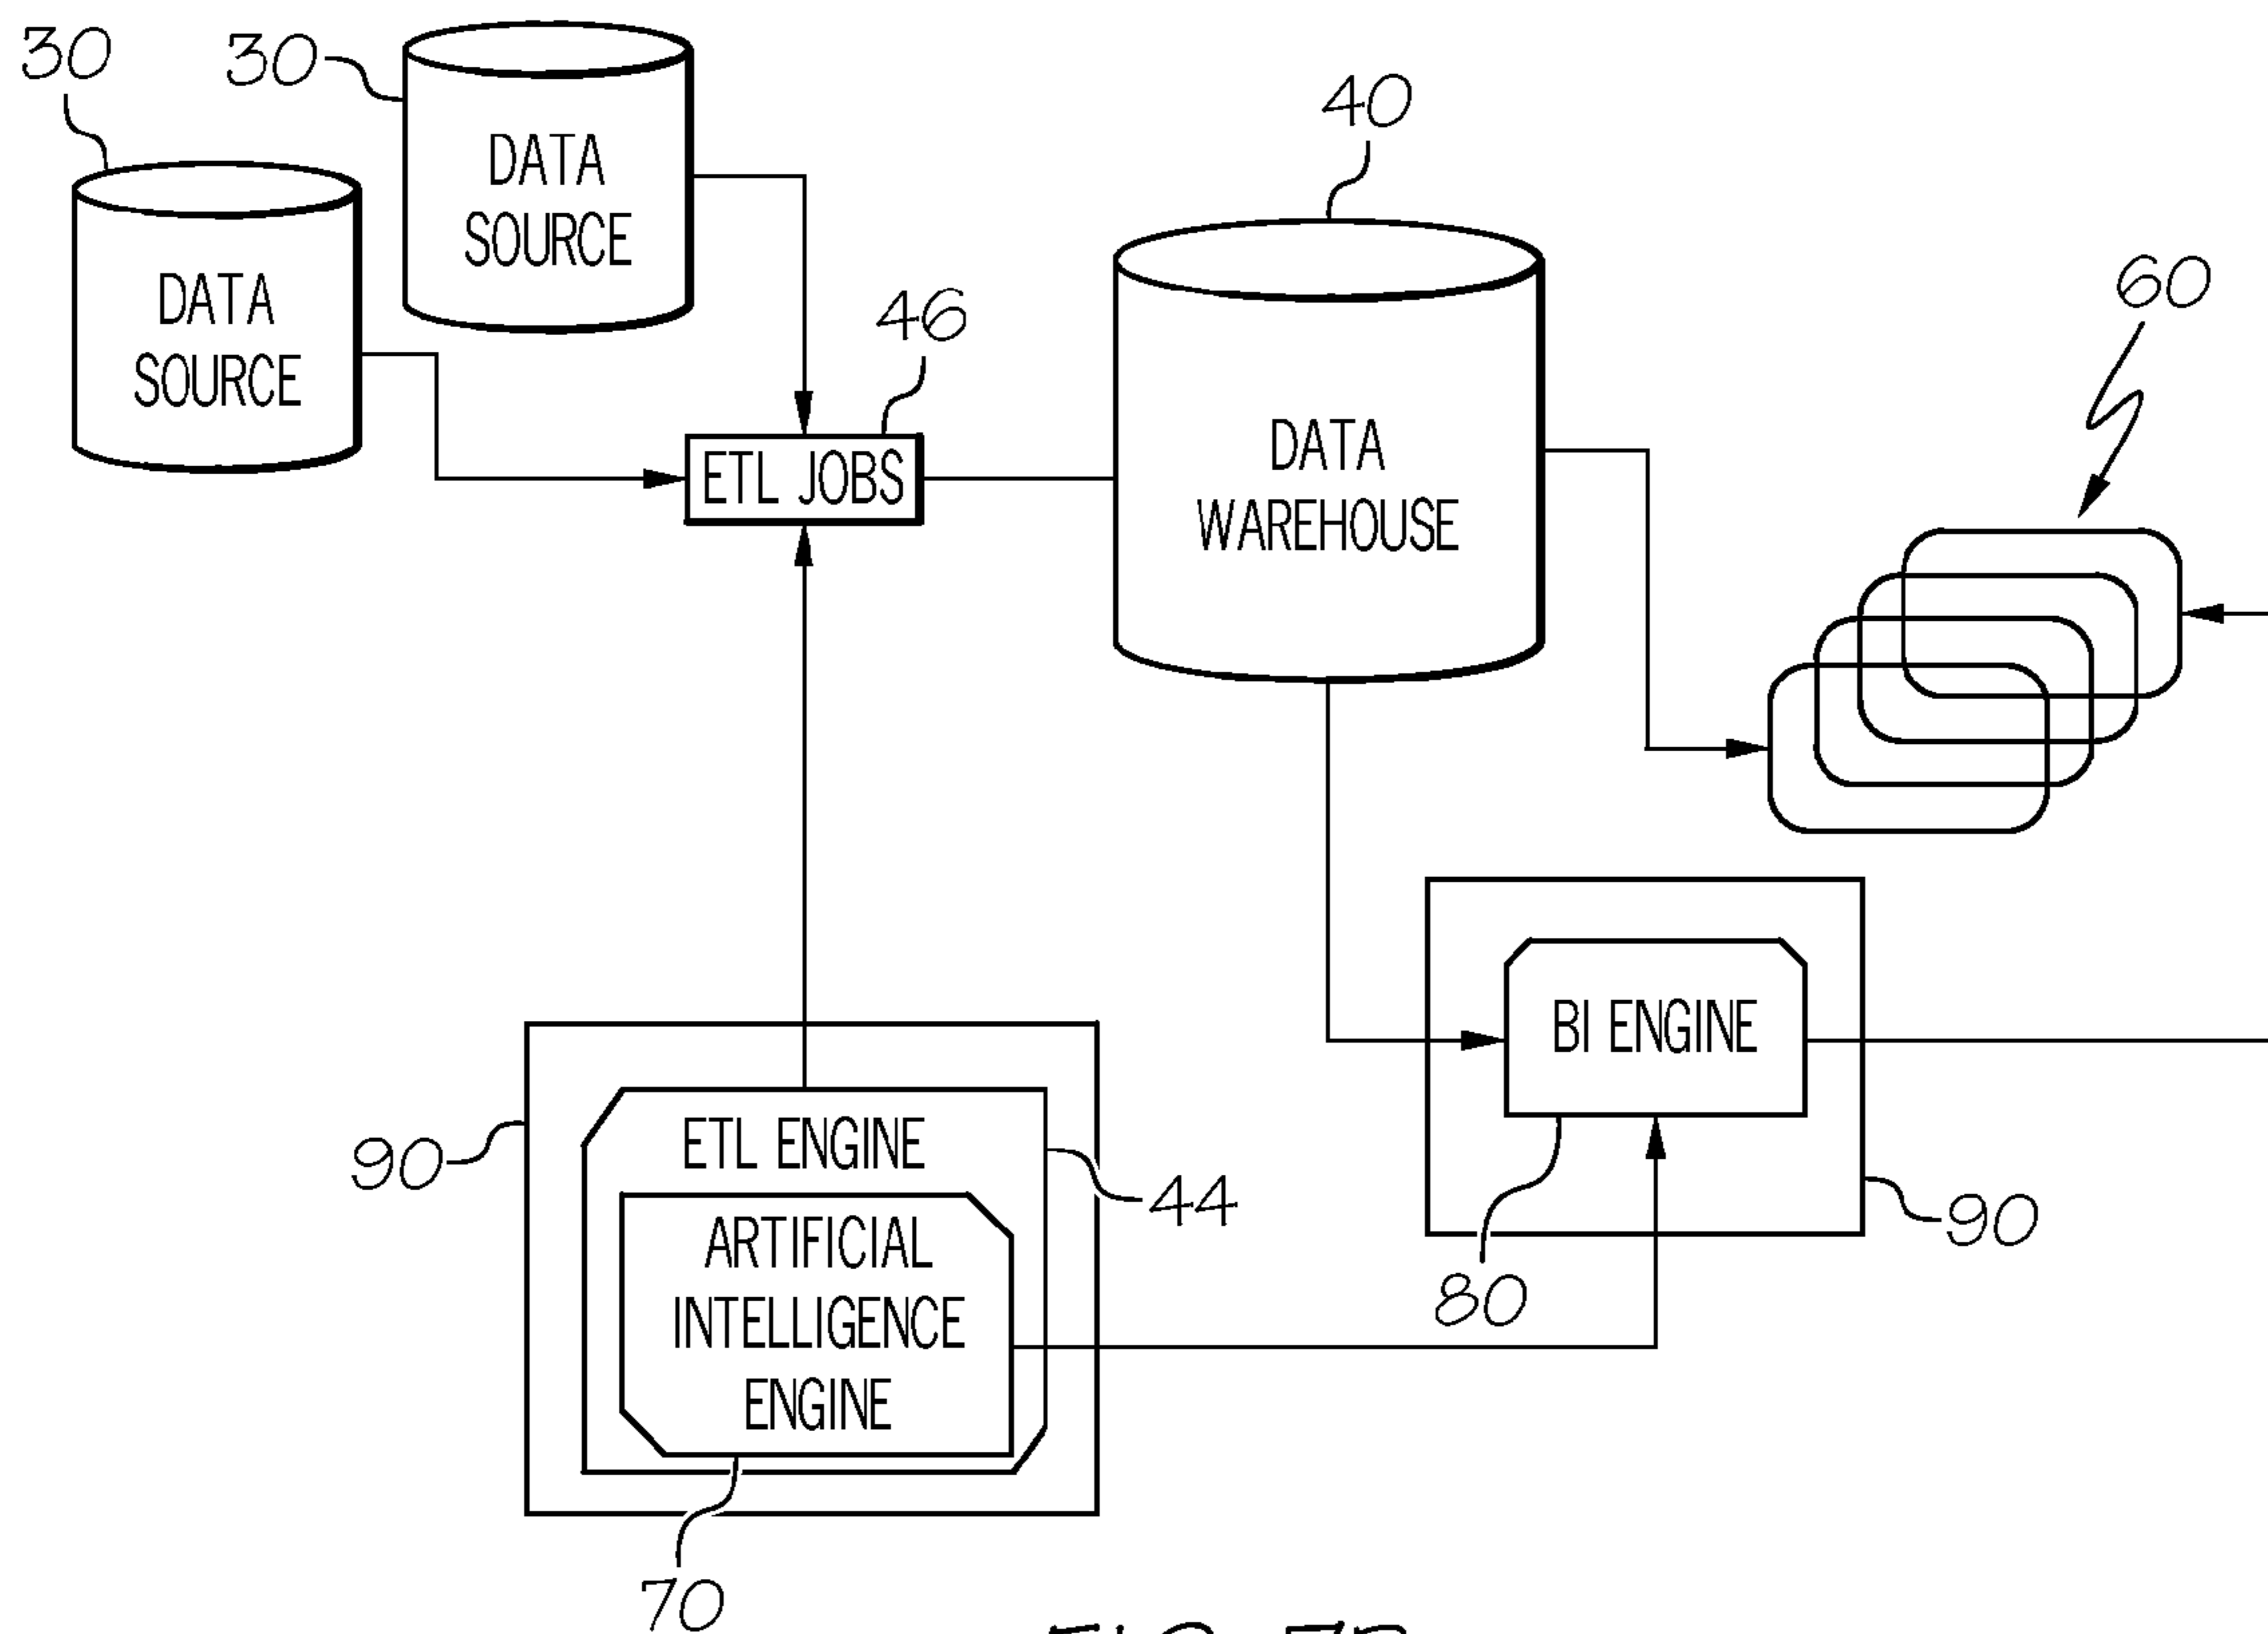 30
30
DATA
SOURCE
DATA
SOURCE
40
46
ETL JOBS
DATA
WAREHOUSE
60
BI ENGINE
90
80
ETL ENGINE
90
44
ARTIFICIAL
INTELLIGENCE
ENGINE
70